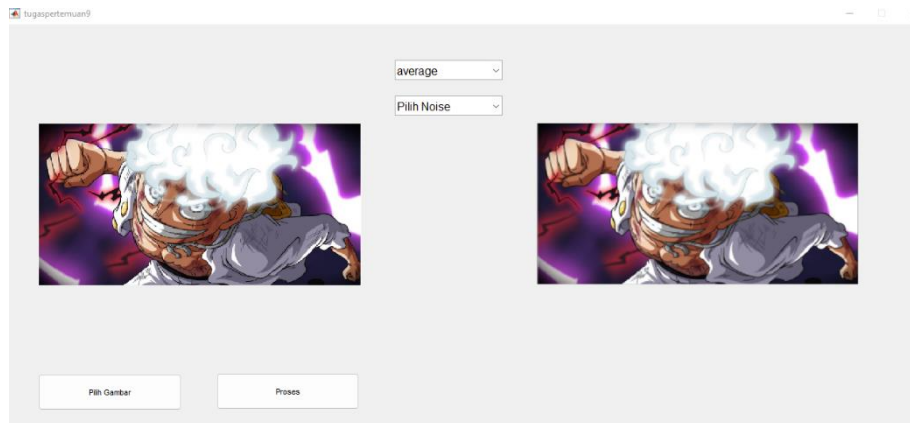 tugaspertemuan9
average
Pilih Noise
Pilih Gambar
Proses